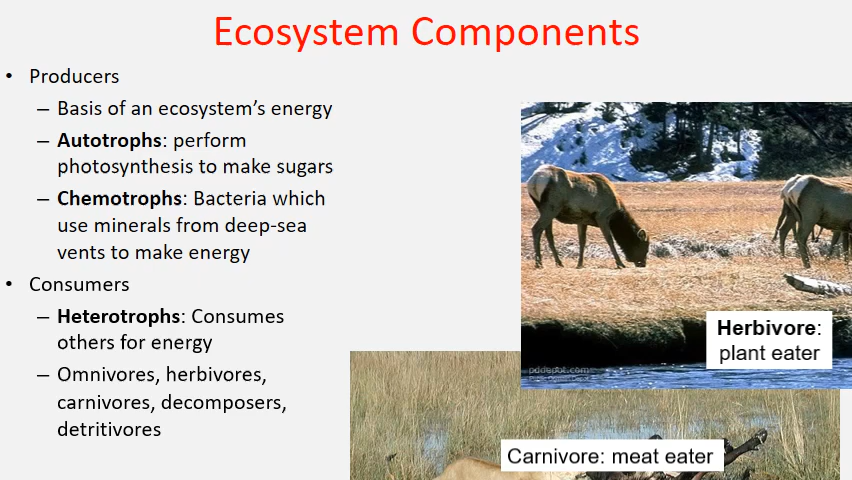 Ecosystem Components
• Producers
– Basis of an ecosystem’s energy
– Autotrophs: perform
photosynthesis to make sugars
– Chemotrophs: Bacteria which
use minerals from deep-sea
vents to make energy
• Consumers
– Heterotrophs: Consumes
others for energy
– Omnivores, herbivores,
carnivores, decomposers,
detritivores
Herbivore:
plant eater
Carnivore: meat eater